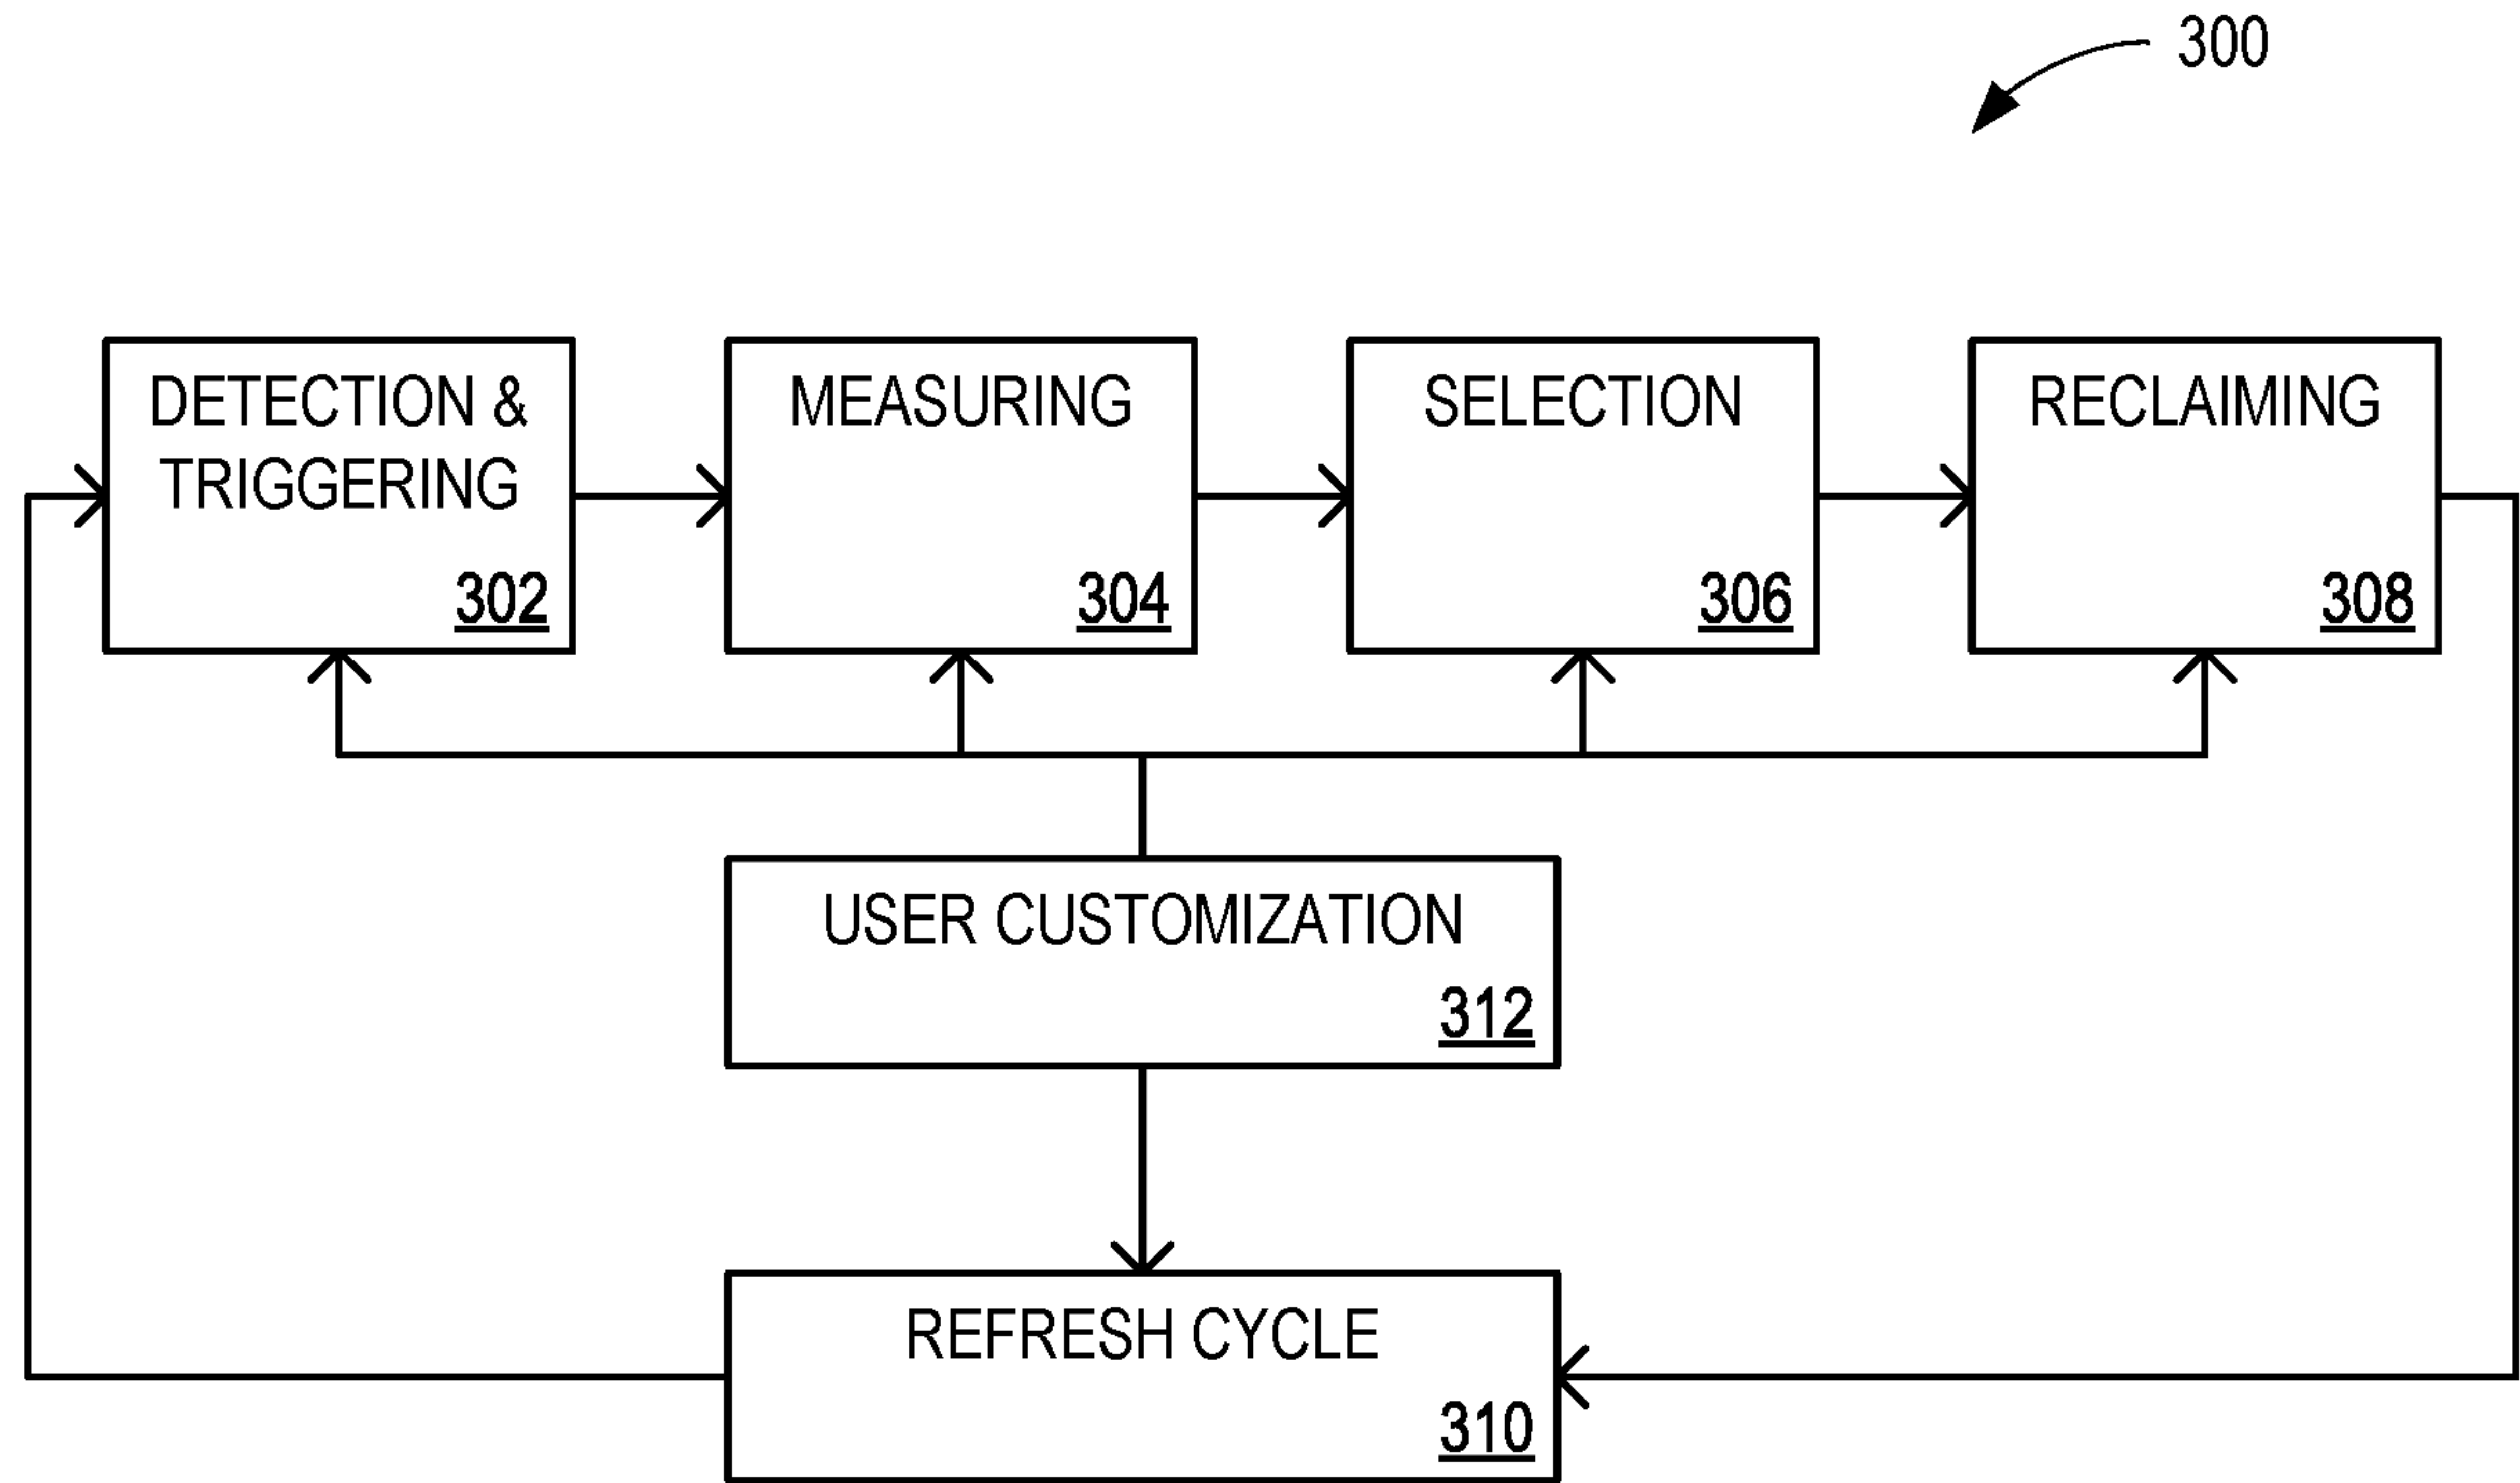 300
DETECTION &
TRIGGERING
302
MEASURING
304
SELECTION
306
RECLAIMING
308
USER CUSTOMIZATION
312
REFRESH CYCLE
310